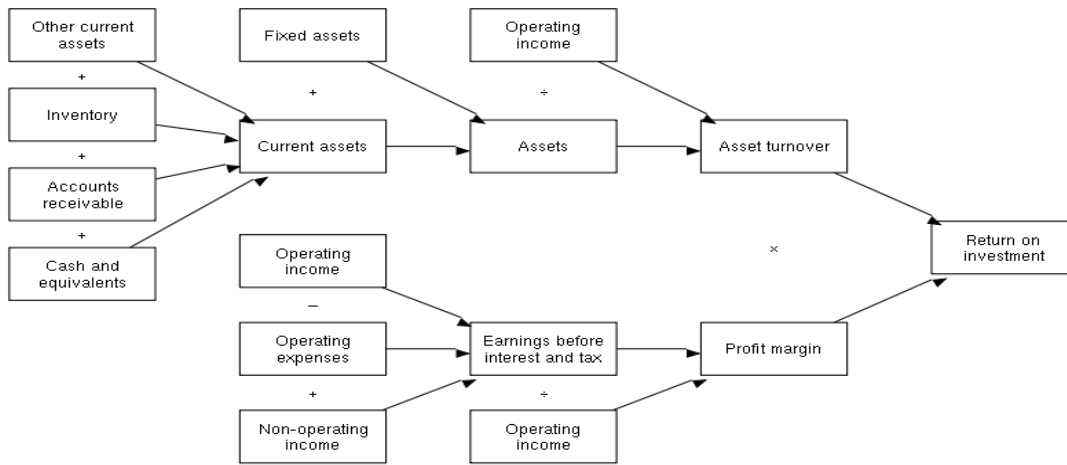 Other current
assets
+
Inventory
+
Accounts
receivable
+
Cash and
equivalents
Fixed assets
+
Current assets
Operating
income
÷
Assets
Asset turnover
×
Return on
investment
Operating
income
−
Operating
expenses
+
Non-operating
income
Earnings before
interest and tax
÷
Operating
income
Profit margin